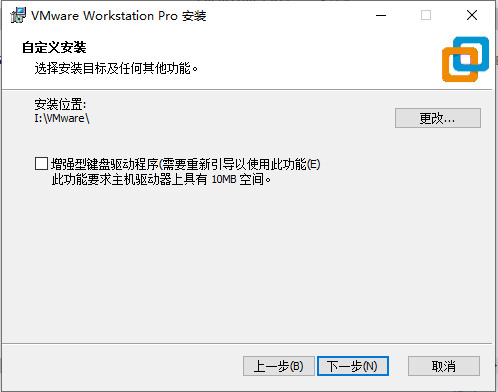 VMware Workstation Pro 安装
自定义安装
选择安装目标及任何其他功能。
安装位置:
I:\VMware\
更改...
增强型键盘驱动程序(需要重新引导以使用此功能(E)
此功能要求主机驱动器上具有 10MB 空间。
上一步(B)
下一步(N)
取消